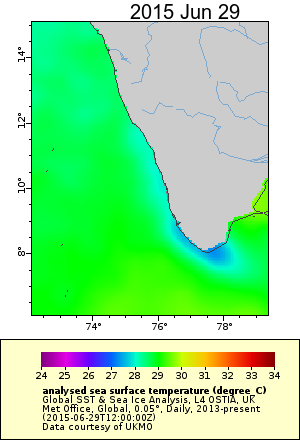 2015 Jun 29
14°
12°
10°
8°
74°
76°
78°
24 25 26 27 28 29 30 31 32 33 34
analysed sea surface temperature (degree_C)
Global SST & Sea Ice Analysis, L4 OSTIA, UK
Met Office, Global, 0.05°, Daily, 2013-present
(2015-06-29T12:00:00Z)
Data courtesy of UKMO